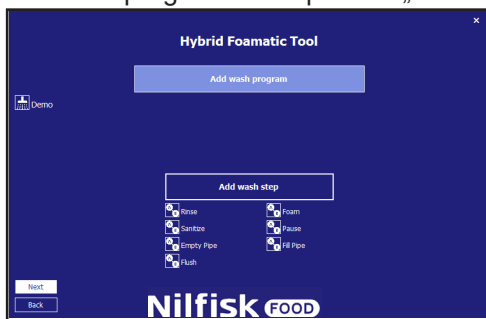 ×
Hybrid Foamatic Tool
Add wash program
Demo
Add wash step
Rinse
Foam
Sanitize
Pause
Empty Pipe
Fill Pipe
Flush
Next
Back
Nilfisk FOOD